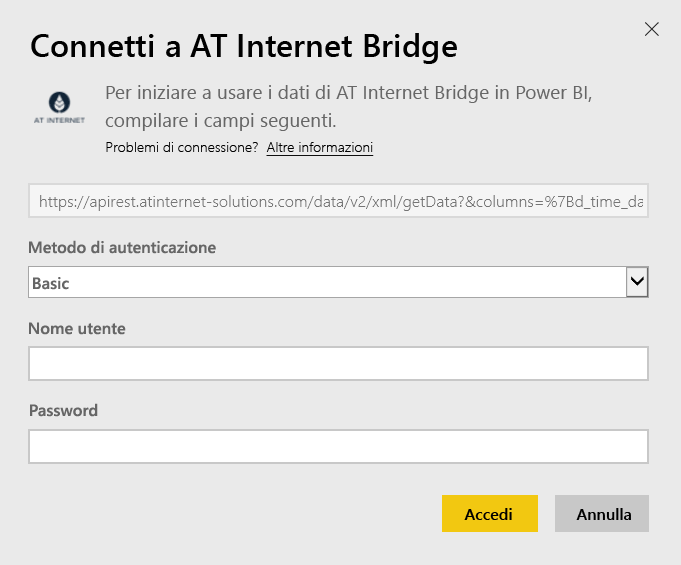 Connetti a AT Internet Bridge
AT INTERNET
Per iniziare a usare i dati di AT Internet Bridge in Power BI,
compilare i campi seguenti.
Problemi di connessione? Altre informazioni
https://apirest.atinternet-solutions.com/data/v2/xml/getData?&columns=%7Bd_time_da
Metodo di autenticazione
Basic
Nome utente
Password
Accedi
Annulla